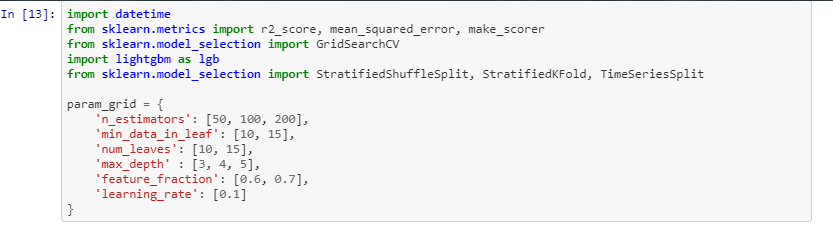 In [13]: import datetime
from sklearn.metrics import r2_score, mean_squared_error, make_scorer
from sklearn.model_selection import GridSearchCV
import lightgbm as lgb
from sklearn.model_selection import StratifiedShuffleSplit, StratifiedKFold, TimeSeriesSplit

param_grid = {
    'n_estimators': [50, 100, 200],
    'min_data_in_leaf': [10, 15],
    'num_leaves': [10, 15],
    'max_depth' : [3, 4, 5],
    'feature_fraction': [0.6, 0.7],
    'learning_rate': [0.1]
}